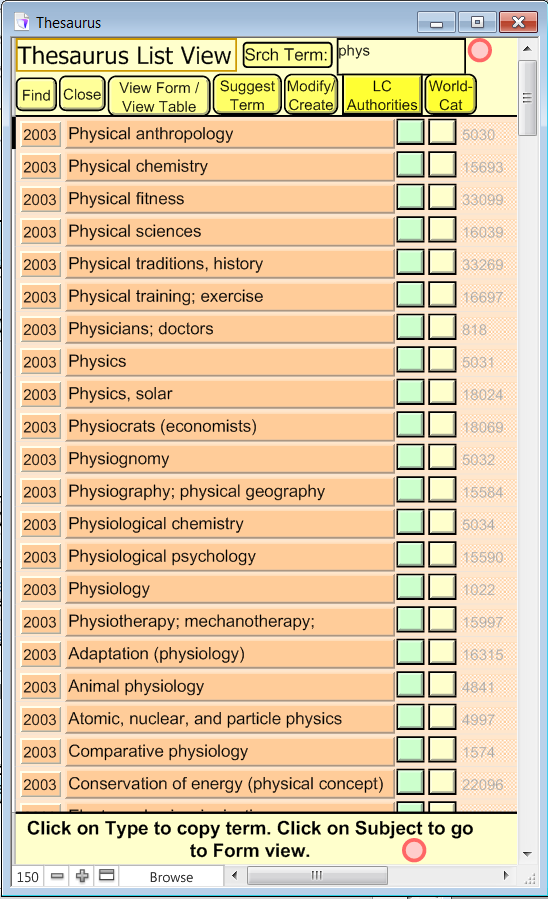 Thesaurus
Thesaurus List View Srch Term: phys
Find Close View Form / View Table Suggest Term Modify/ Create LC Authorities World- Cat
2003 Physical anthropology 5030
2003 Physical chemistry 15693
2003 Physical fitness 33099
2003 Physical sciences 16039
2003 Physical traditions, history 33269
2003 Physical training; exercise 16697
2003 Physicians; doctors 818
2003 Physics 5031
2003 Physics, solar 18024
2003 Physiocrats (economists) 18069
2003 Physiognomy 5032
2003 Physiography; physical geography 15584
2003 Physiological chemistry 5034
2003 Physiological psychology 15590
2003 Physiology 1022
2003 Physiotherapy; mechanotherapy; 15997
2003 Adaptation (physiology) 16315
2003 Animal physiology 4841
2003 Atomic, nuclear, and particle physics 4997
2003 Comparative physiology 1574
2003 Conservation of energy (physical concept) 22096
Click on Type to copy term. Click on Subject to go
to Form view.
150 Browse